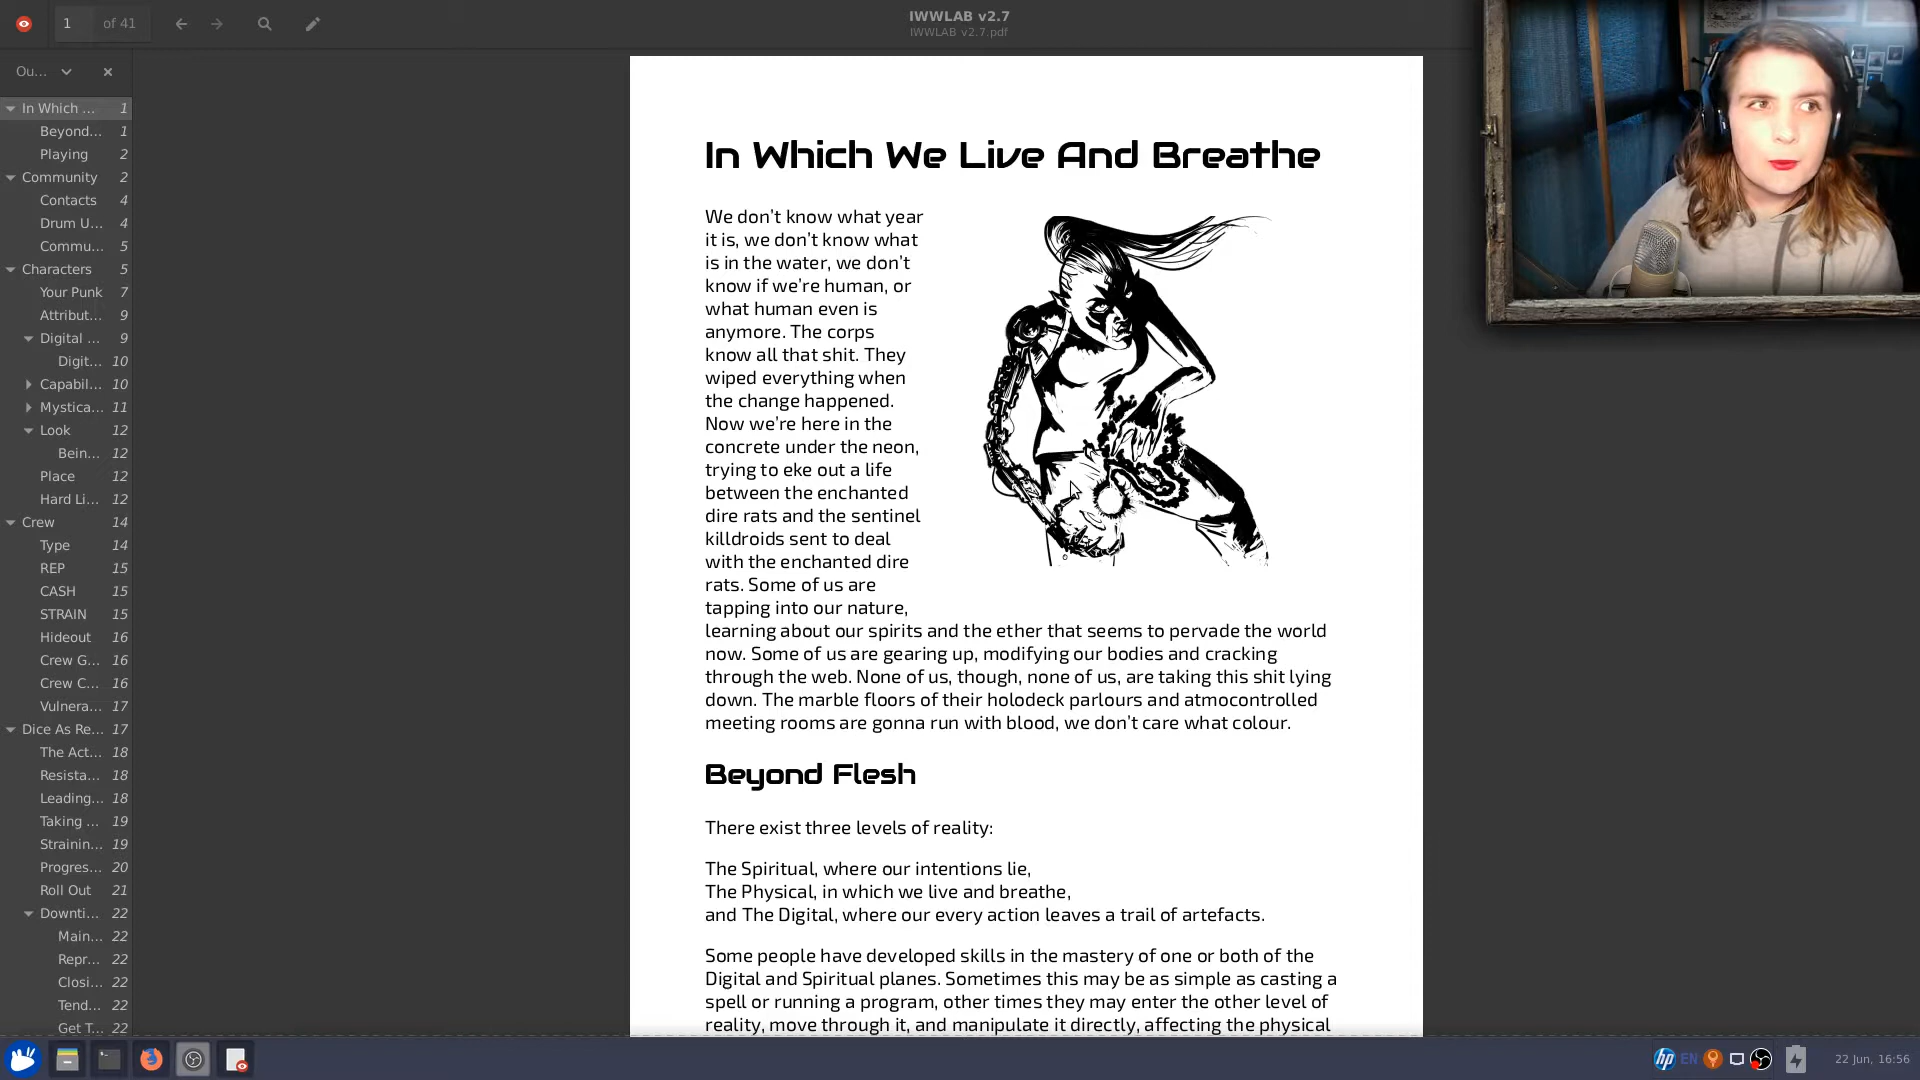 1 of 41
IWWLAB v2.7
IWWLAB v2.7.pdf
Ou...
In Which ... 1
Beyond... 1
Playing 2
Community 2
Contacts 4
Drum U... 4
Commu... 5
Characters 5
Your Punk 7
Attribut... 9
Digital ... 9
Digit... 10
Capabil... 10
Mystica... 11
Look 12
Bein... 12
Place 12
Hard Li... 12
Crew 14
Type 14
REP 15
CASH 15
STRAIN 15
Hideout 16
Crew G... 16
Crew C... 16
Vulnera... 17
Dice As Re... 17
The Act... 18
Resista... 18
Leading... 18
Taking ... 19
Strainin... 19
Progres... 20
Roll Out 21
Downti... 22
Main... 22
Repr... 22
Closi... 22
Tend... 22
Get T... 22
In Which We Live And Breathe
We don't know what year
it is, we don't know what
is in the water, we don't
know if we're human, or
what human even is
anymore. The corps
know all that shit. They
wiped everything when
the change happened.
Now we're here in the
concrete under the neon,
trying to eke out a life
between the enchanted
dire rats and the sentinel
killdroids sent to deal
with the enchanted dire
rats. Some of us are
tapping into our nature,
learning about our spirits and the ether that seems to pervade the world
now. Some of us are gearing up, modifying our bodies and cracking
through the web. None of us, though, none of us, are taking this shit lying
down. The marble floors of their holodeck parlours and atmocontrolled
meeting rooms are gonna run with blood, we don't care what colour.
Beyond Flesh
There exist three levels of reality:
The Spiritual, where our intentions lie,
The Physical, in which we live and breathe,
and The Digital, where our every action leaves a trail of artefacts.
Some people have developed skills in the mastery of one or both of the
Digital and Spiritual planes. Sometimes this may be as simple as casting a
spell or running a program, other times they may enter the other level of
reality, move through it, and manipulate it directly, affecting the physical
hp EN 22 Jun, 16:56